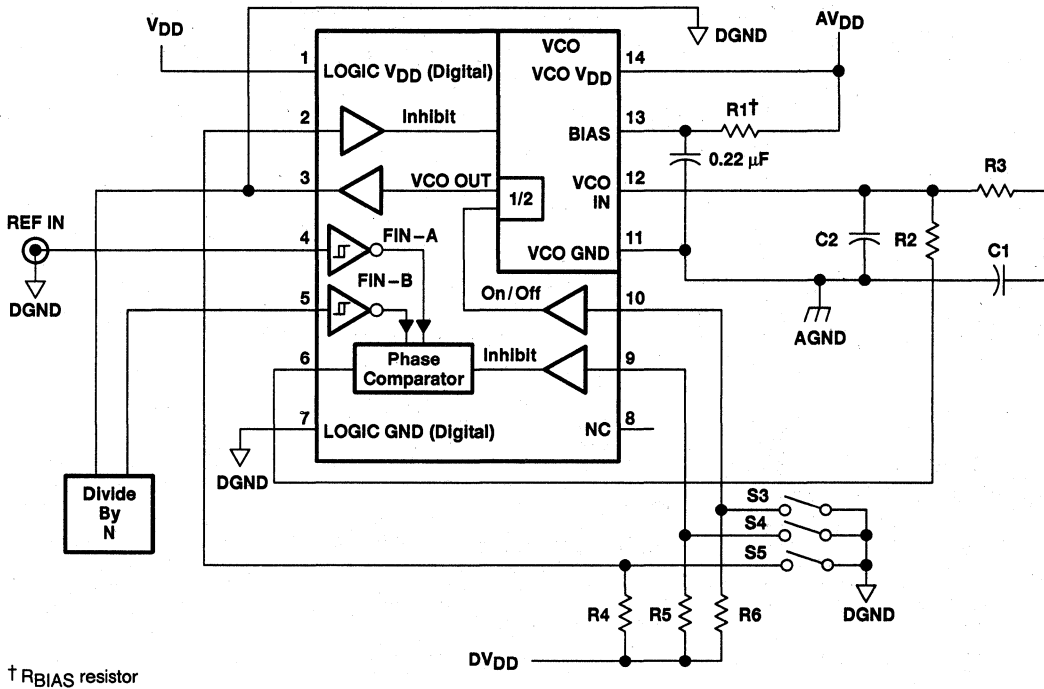 VDD
DGND
AVDD
1
LOGIC VDD (Digital)
VCO
VCO VDD
14
2
Inhibit
BIAS
13
R1†
0.22 μF
3
VCO OUT
1/2
VCO
IN
12
R3
REF IN
DGND
4
FIN–A
VCO GND
11
C2
R2
C1
5
FIN–B
On/Off
10
AGND
6
Phase
Comparator
Inhibit
9
7
LOGIC GND (Digital)
NC
8
DGND
Divide
By
N
S3
S4
S5
DGND
R4
R5
R6
DVDD
† RBIAS resistor